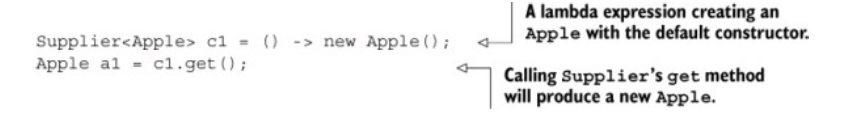 A lambda expression creating an
Apple with the default constructor.
Supplier<Apple> c1 = () -> new Apple();
Apple a1 = c1.get();
Calling Supplier's get method
will produce a new Apple.